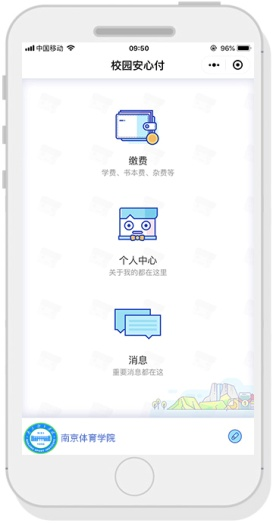 中国移动 09:50 96%
校园安心付
缴费
学费、书本费、杂费等
个人中心
关于我的都在这里
消息
重要消息都在这
南京体育学院